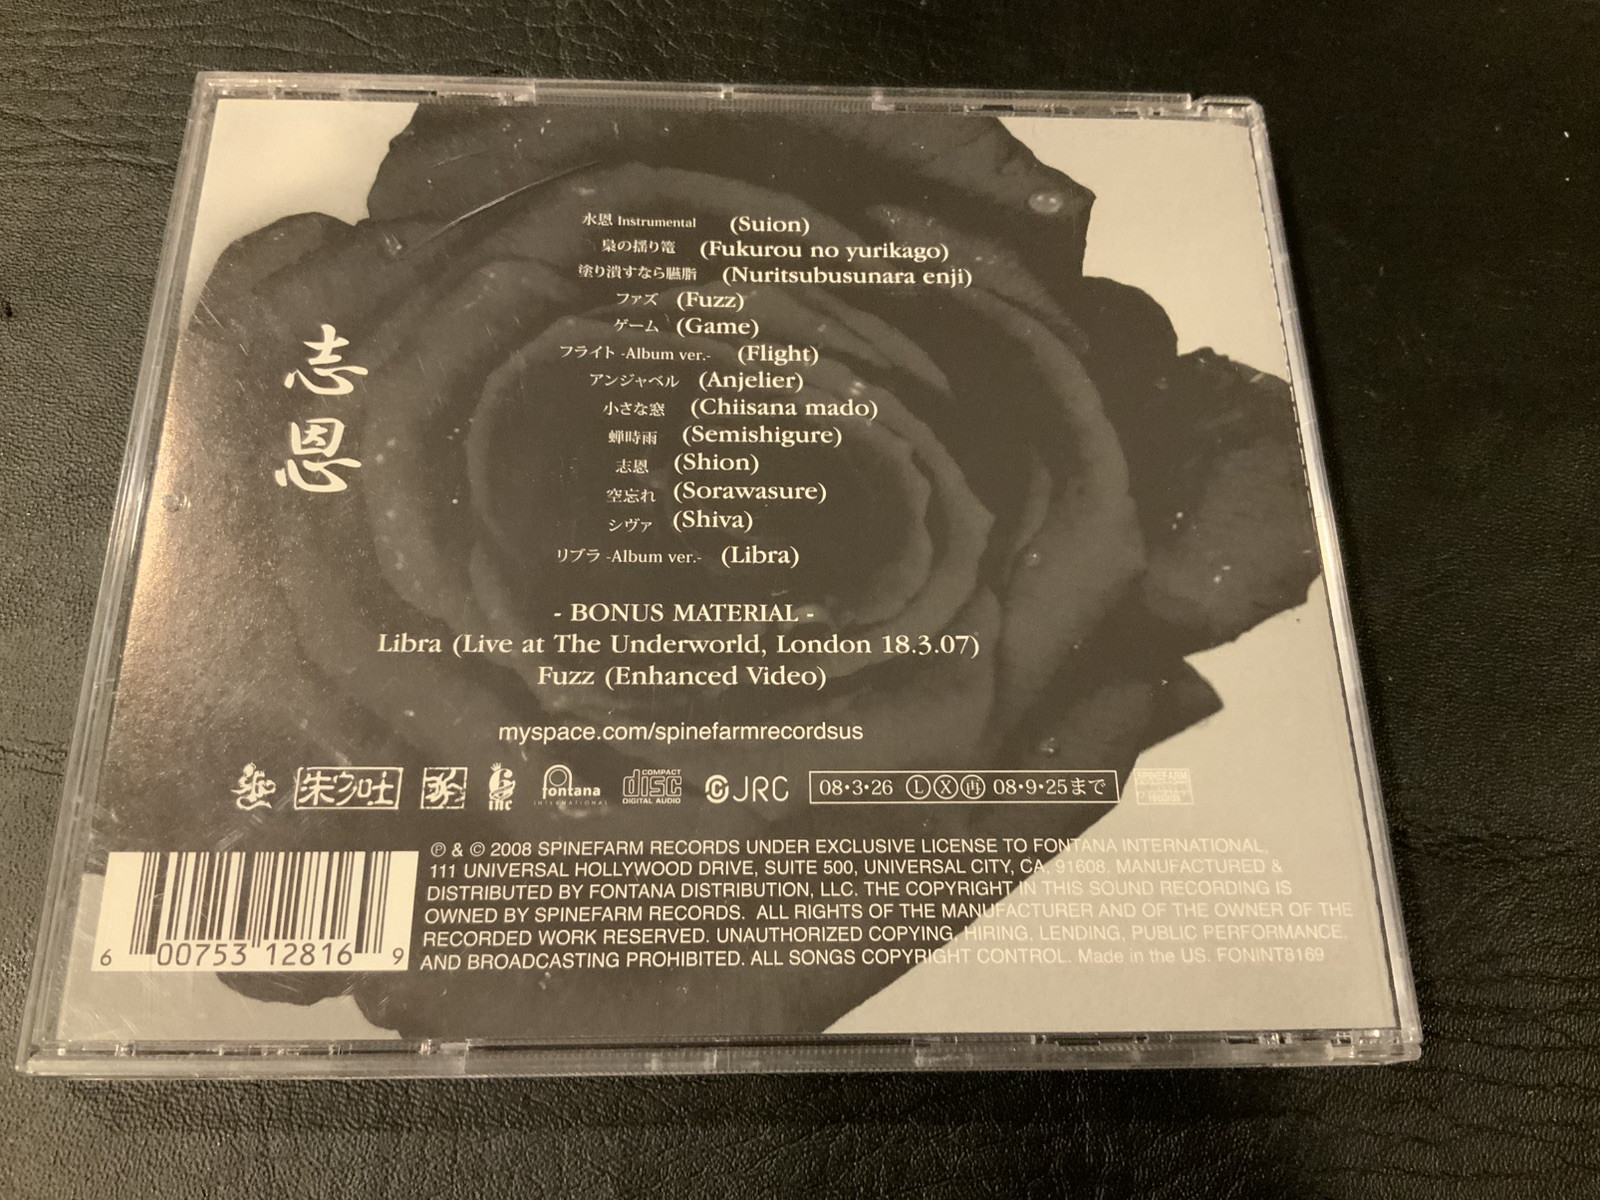 志恩
水恩 Instrumental (Suion)
梟の揺り篭 (Fukurou no yurikago)
塗り潰すなら臙脂 (Nuritsubusunara enji)
ファズ (Fuzz)
ゲーム (Game)
フライト -Album ver.- (Flight)
アンジャベル (Anjelier)
小さな窓 (Chiisana mado)
蝉時雨 (Semishigure)
志恩 (Shion)
空忘れ (Sorawasure)
シヴァ (Shiva)
リブラ -Album ver.- (Libra)
- BONUS MATERIAL -
Libra (Live at The Underworld, London 18.3.07)
Fuzz (Enhanced Video)
myspace.com/spinefarmrecordsus
fontana INTERNATIONAL COMPACT disc DIGITAL AUDIO JRC 08・3・26 Ⓛ Ⓧ ㊢ 08・9・25まで SPINEFARM RECORDS
℗ & © 2008 SPINEFARM RECORDS UNDER EXCLUSIVE LICENSE TO FONTANA INTERNATIONAL,
111 UNIVERSAL HOLLYWOOD DRIVE, SUITE 500, UNIVERSAL CITY, CA, 91608. MANUFACTURED &
DISTRIBUTED BY FONTANA DISTRIBUTION, LLC. THE COPYRIGHT IN THIS SOUND RECORDING IS
OWNED BY SPINEFARM RECORDS. ALL RIGHTS OF THE MANUFACTURER AND OF THE OWNER OF THE
RECORDED WORK RESERVED. UNAUTHORIZED COPYING, HIRING, LENDING, PUBLIC PERFORMANCE.
AND BROADCASTING PROHIBITED. ALL SONGS COPYRIGHT CONTROL. Made in the US. FONINT8169
6 00753 12816 9